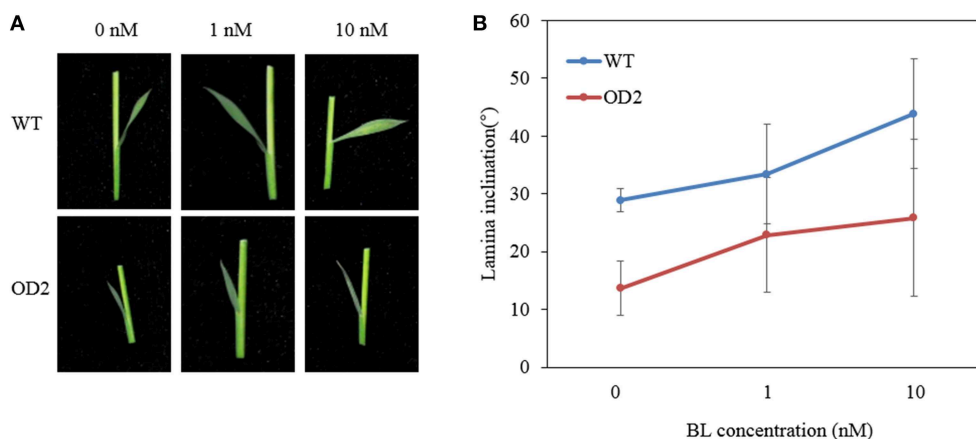 A
0 nM 1 nM 10 nM
WT
OD2
B
60
50
40
30
20
10
0
Lamina inclination(°)
WT
OD2
0 1 10
BL concentration (nM)